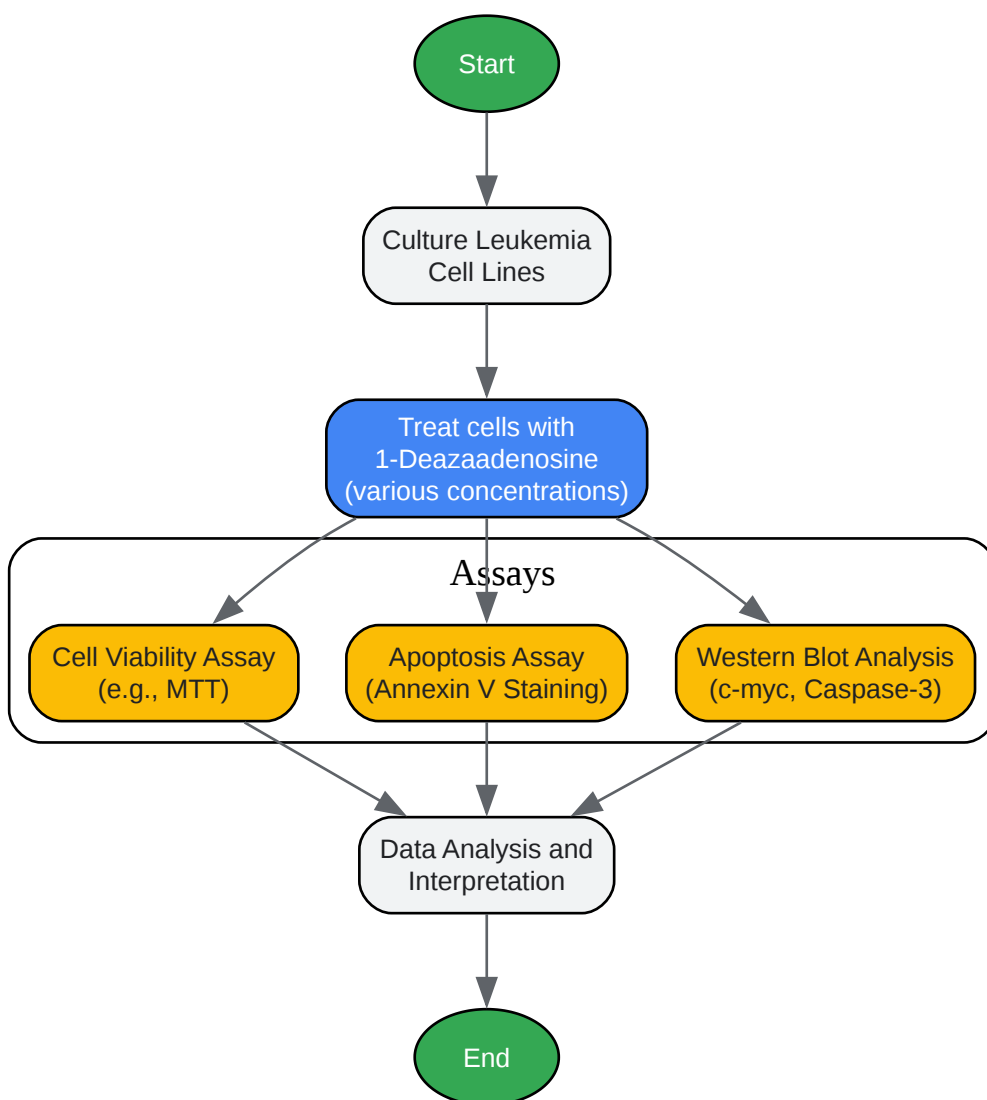 Start
Culture Leukemia
Cell Lines
Treat cells with
1-Deazaadenosine
(various concentrations)
Assays
Cell Viability Assay
(e.g., MTT)
Apoptosis Assay
(Annexin V Staining)
Western Blot Analysis
(c-myc, Caspase-3)
Data Analysis and
Interpretation
End